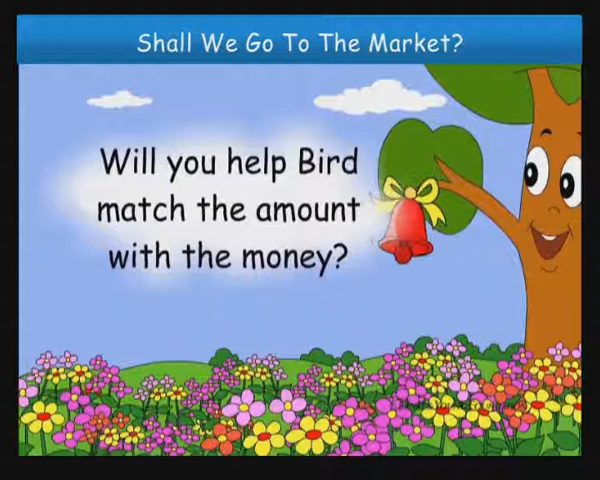 Shall We Go To The Market?
Will you help Bird
match the amount
with the money?